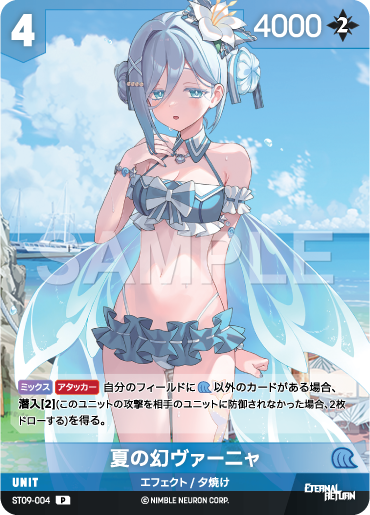 4
4000
2
SAMPLE
ミックス アタッカー 自分のフィールドに以外のカードがある場合、
潜入[2](このユニットの攻撃を相手のユニットに防御されなかった場合、2枚
ドローする)を得る。
夏の幻ヴァーニャ
UNIT エフェクト / 夕焼け
ST09-004 P ©NIMBLE NEURON CORP. ETERNAL RETURN